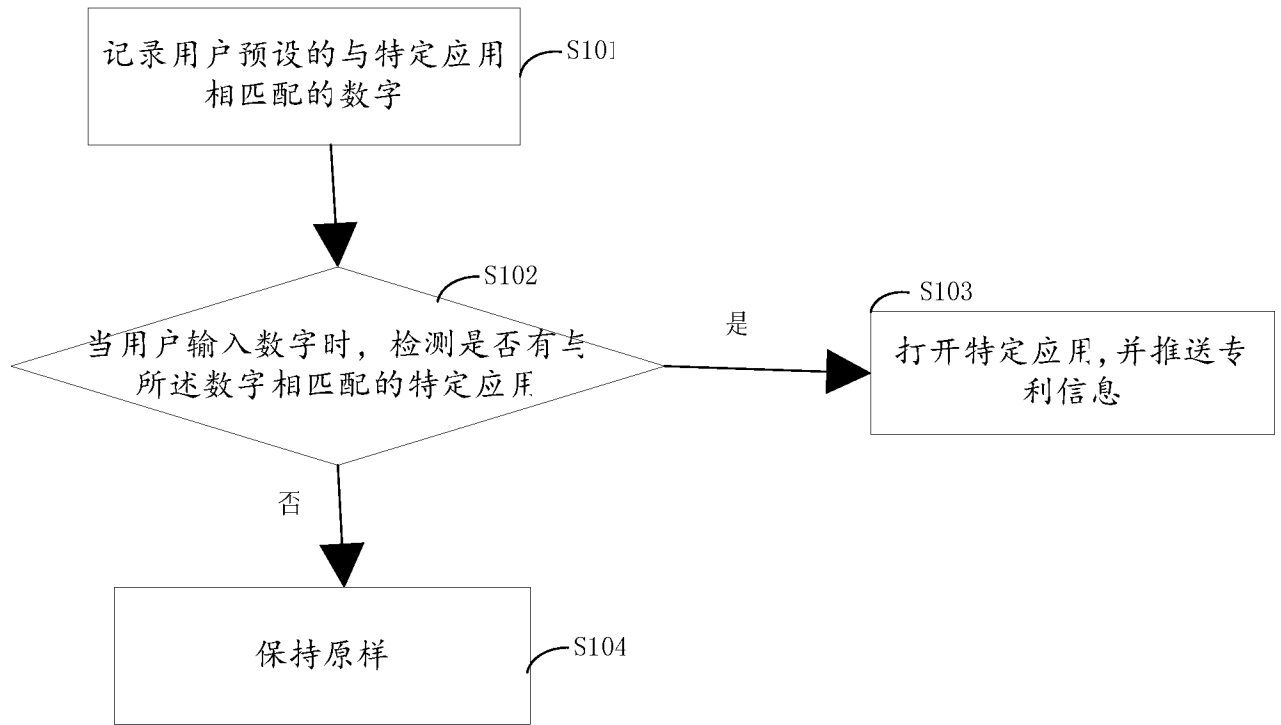 记录用户预设的与特定应用
相匹配的数字
S101
S102
当用户输入数字时，检测是否有与
所述数字相匹配的特定应用
是
S103
打开特定应用,并推送专
利信息
否
保持原样
S104